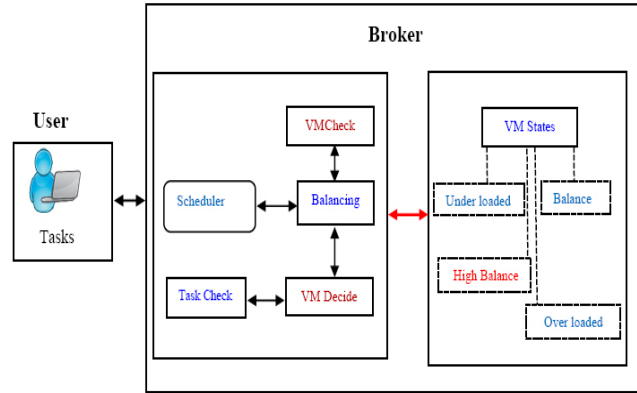 Broker
User
Tasks
VMCheck
Scheduler
Balancing
Task Check
VM Decide
VM States
Under loaded
Balance
High Balance
Over loaded